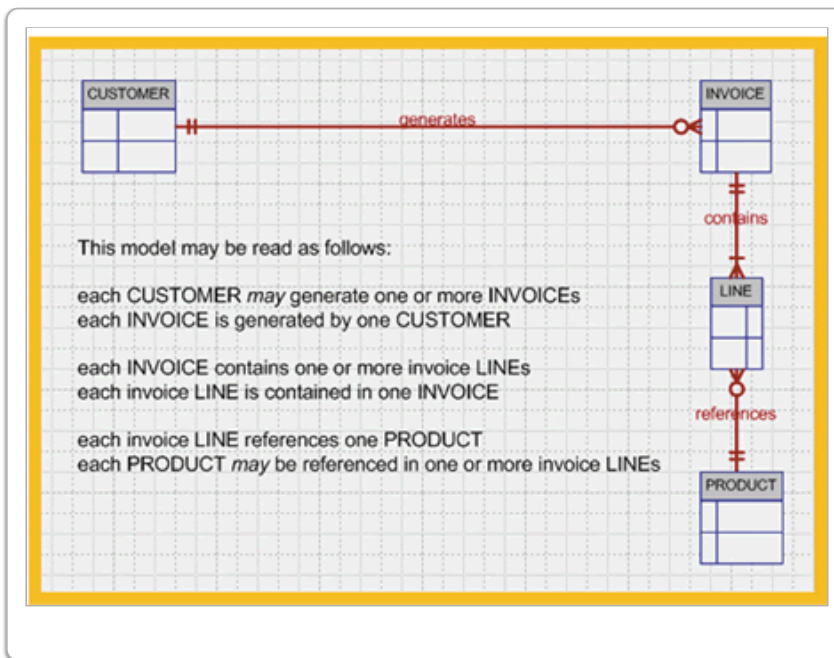 CUSTOMER
generates
INVOICE
contains
This model may be read as follows:
each CUSTOMER may generate one or more INVOICEs
each INVOICE is generated by one CUSTOMER
LINE
each INVOICE contains one or more invoice LINEs
each invoice LINE is contained in one INVOICE
references
each invoice LINE references one PRODUCT
each PRODUCT may be referenced in one or more invoice LINEs
PRODUCT